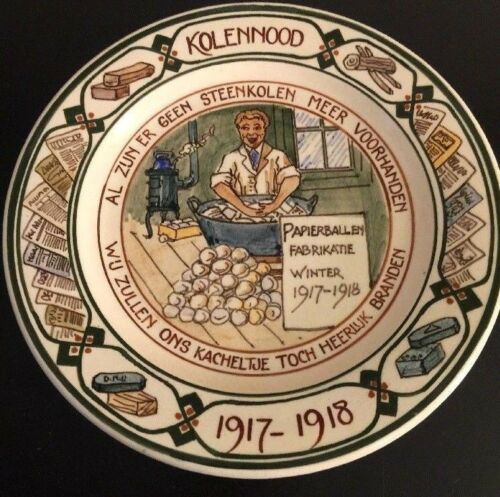 KOLENNOOD
AL ZIJN ER GEEN STEENKOLEN MEER VOORHANDEN
WIJ ZULLEN ONS KACHELTJE TOCH HEERLIJK BRANDEN
PAPIERBALLEN
FABRIKATIE
WINTER
1917-1918
1917-1918